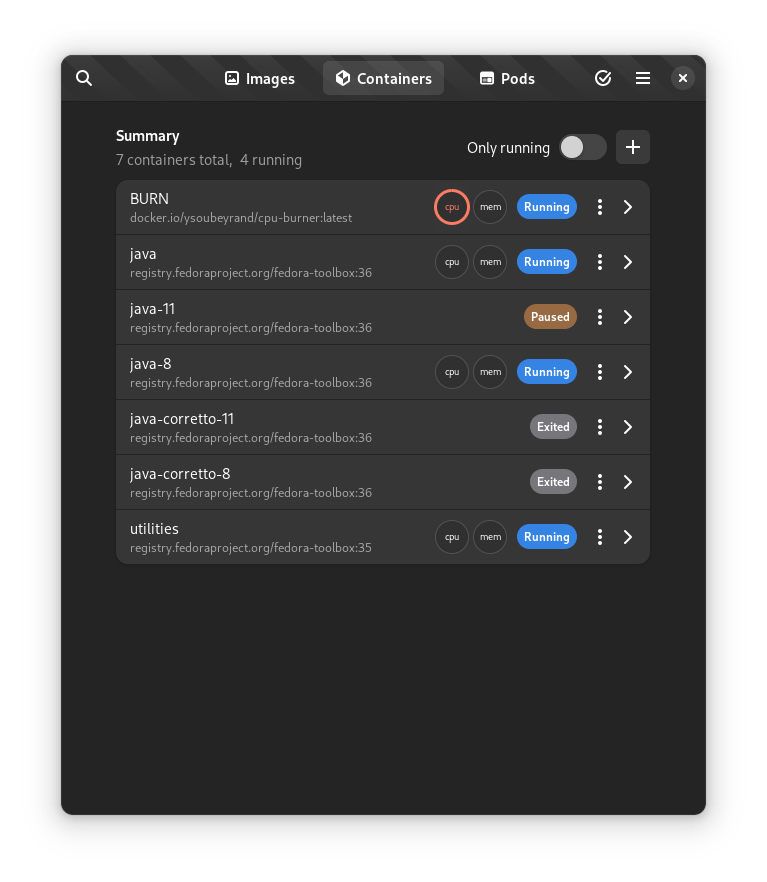 Images Containers Pods
Summary
7 containers total, 4 running
Only running
BURN
docker.io/ysoubeyrand/cpu-burner:latest
cpu mem Running
java
registry.fedoraproject.org/fedora-toolbox:36
cpu mem Running
java-11
registry.fedoraproject.org/fedora-toolbox:36
Paused
java-8
registry.fedoraproject.org/fedora-toolbox:36
cpu mem Running
java-corretto-11
registry.fedoraproject.org/fedora-toolbox:36
Exited
java-corretto-8
registry.fedoraproject.org/fedora-toolbox:36
Exited
utilities
registry.fedoraproject.org/fedora-toolbox:35
cpu mem Running